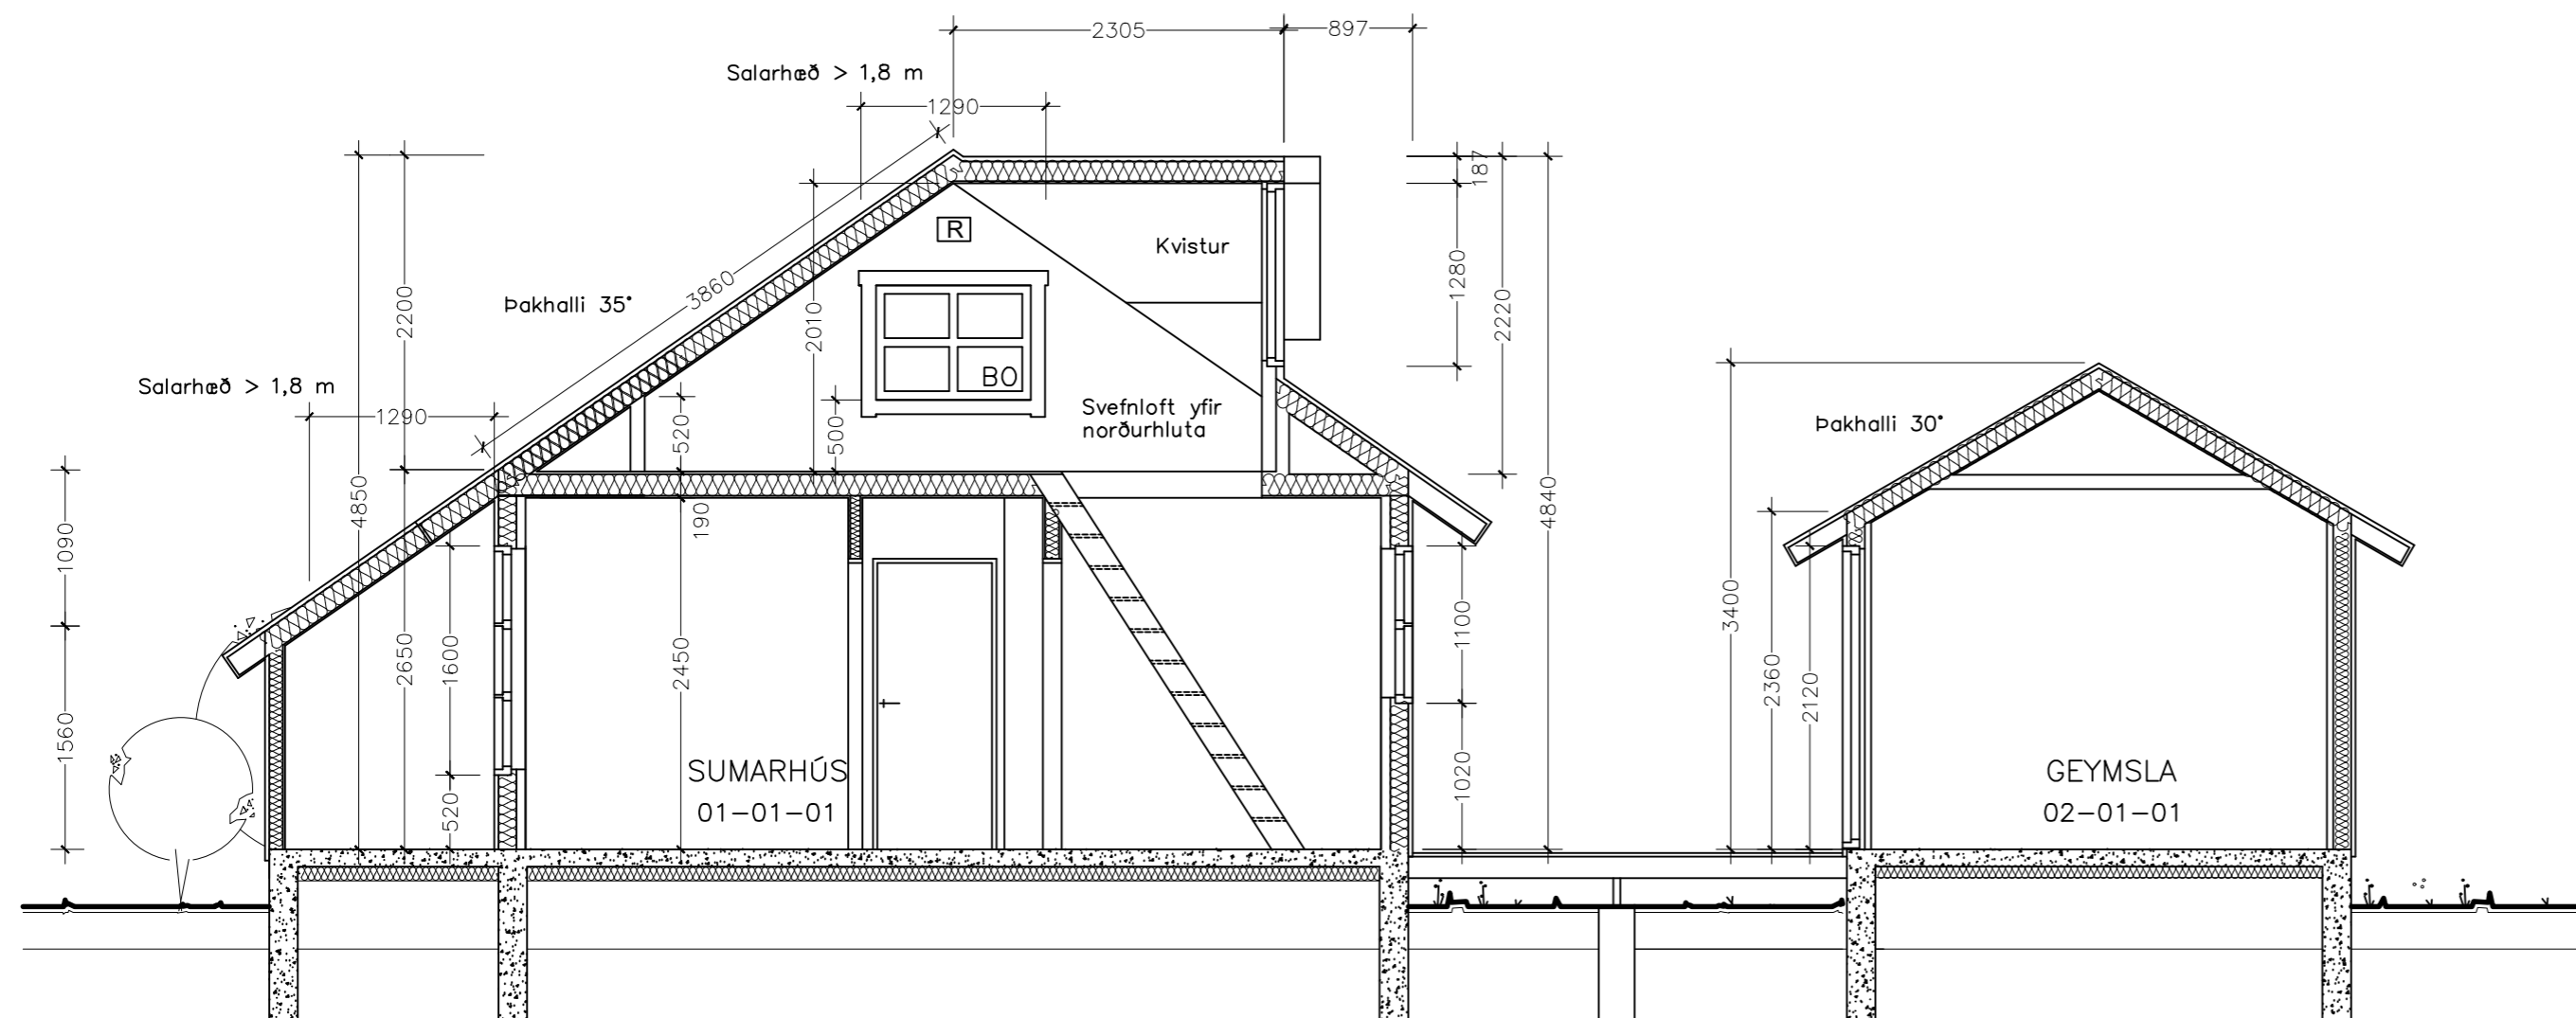 2305
897
Salarhæð > 1,8 m
1290
187
R
Kvistur
3860
1280
Þakhalli 35°
2200
2010
2220
BO
Salarhæð > 1,8 m
1290
Svefnloft yfir
norðurhluta
520
500
Þakhalli 30°
4850
190
4840
1090
1100
3400
2650
1600
2450
2360
2120
1560
SUMARHÚS
01-01-01
520
1020
GEYMSLA
02-01-01